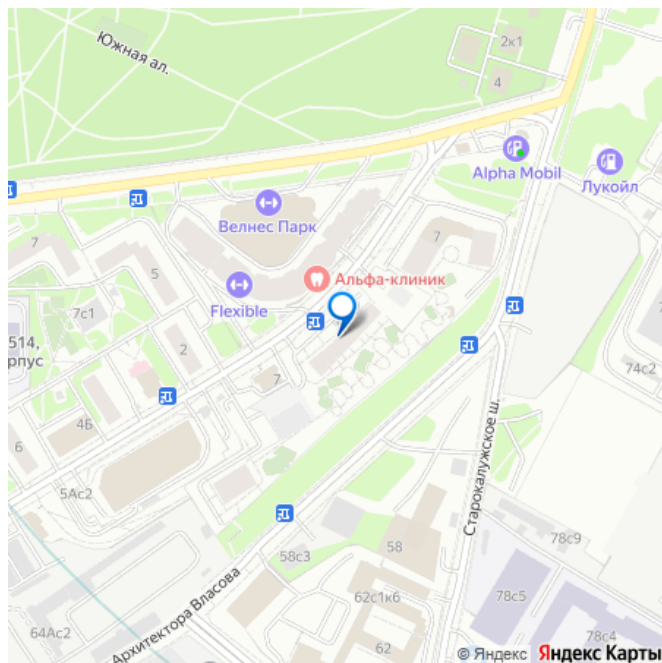 Южная ал.
2к1
4
Alpha Mobil
Лукойл
Велнес Парк
7
7
5
Альфа-клиник
7с1
Flexible
514,
рпус
2
74с2
7
4Б
6
Старокалужское ш.
5Ас2
78с9
58с3
58
Архитектора Власова
62с1к6
78с5
64Ас2
62
78с4
© Яндекс Яндекс Карты